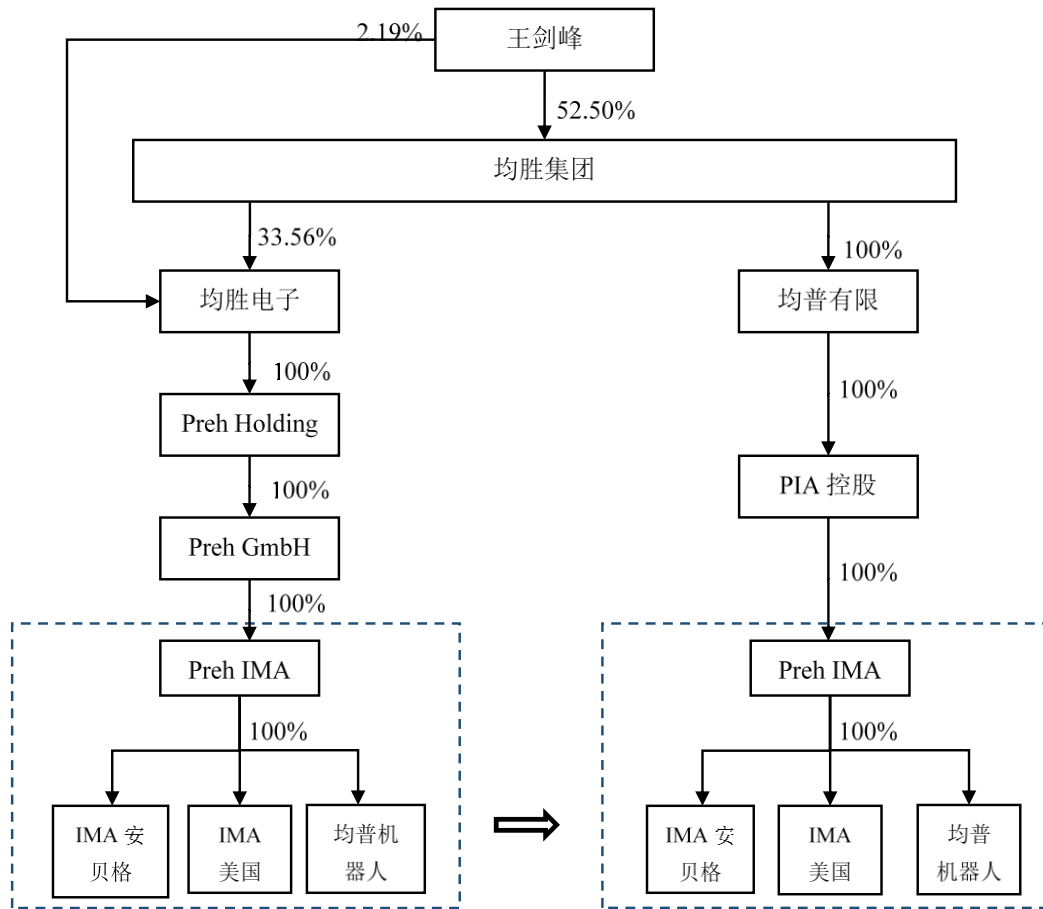 2.19%
王剑峰
52.50%
均胜集团
33.56%
100%
均胜电子
均普有限
100%
100%
Preh Holding
100%
PIA 控股
Preh GmbH
100%
100%
Preh IMA
Preh IMA
100%
100%
IMA 安
贝格
IMA
美国
均普机
器人
IMA 安
贝格
IMA
美国
均普
机器人